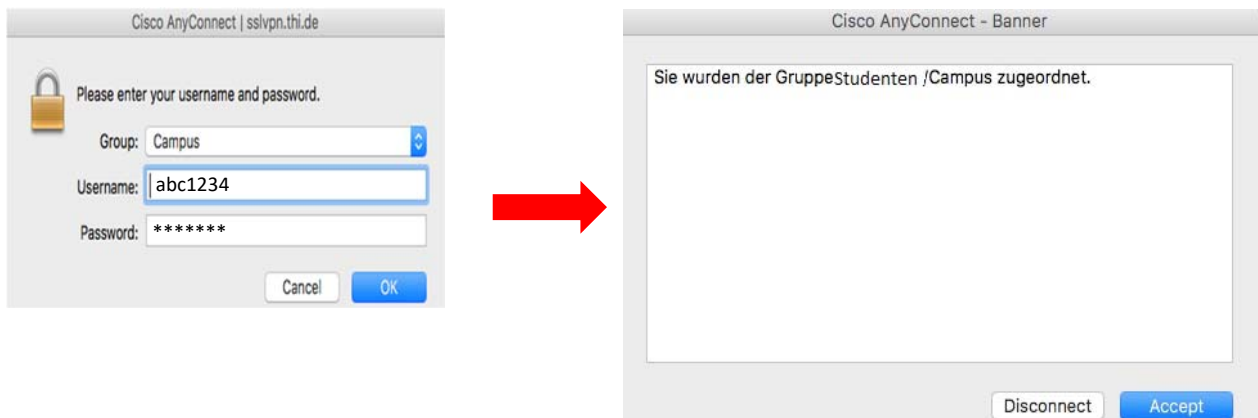 Cisco AnyConnect | sslvpn.thi.de
Please enter your username and password.
Group: Campus
Username: abc1234
Password: *******
Cancel OK
Cisco AnyConnect - Banner
Sie wurden der GruppeStudenten /Campus zugeordnet.
Disconnect Accept